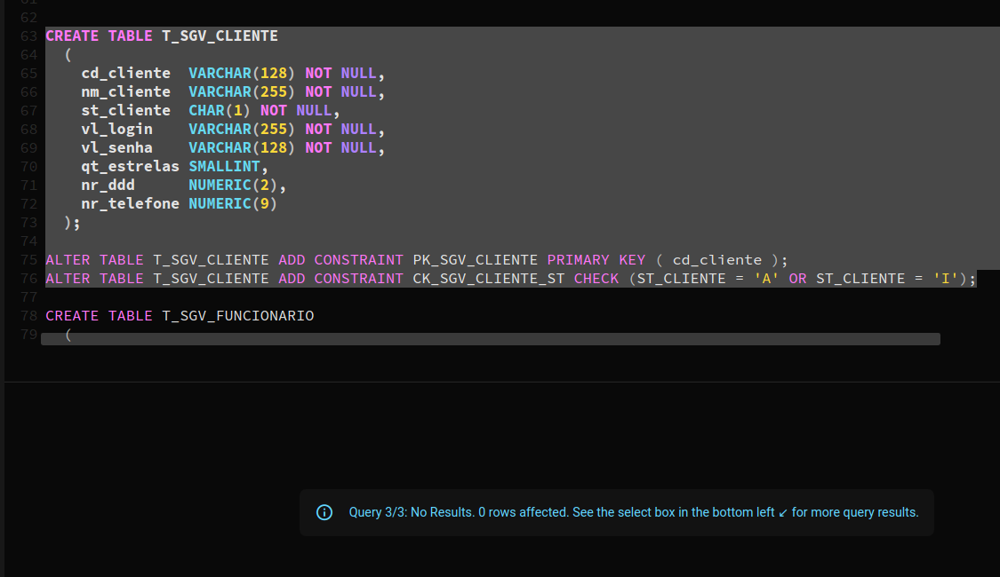 61
62
63 CREATE TABLE T_SGV_CLIENTE
64 (
65 cd_cliente VARCHAR(128) NOT NULL,
66 nm_cliente VARCHAR(255) NOT NULL,
67 st_cliente CHAR(1) NOT NULL,
68 vl_login VARCHAR(255) NOT NULL,
69 vl_senha VARCHAR(128) NOT NULL,
70 qt_estrelas SMALLINT,
71 nr_ddd NUMERIC(2),
72 nr_telefone NUMERIC(9)
73 );
74
75 ALTER TABLE T_SGV_CLIENTE ADD CONSTRAINT PK_SGV_CLIENTE PRIMARY KEY ( cd_cliente );
76 ALTER TABLE T_SGV_CLIENTE ADD CONSTRAINT CK_SGV_CLIENTE_ST CHECK (ST_CLIENTE = 'A' OR ST_CLIENTE = 'I');
77
78 CREATE TABLE T_SGV_FUNCIONARIO
79 (
Query 3/3: No Results. 0 rows affected. See the select box in the bottom left ↙ for more query results.